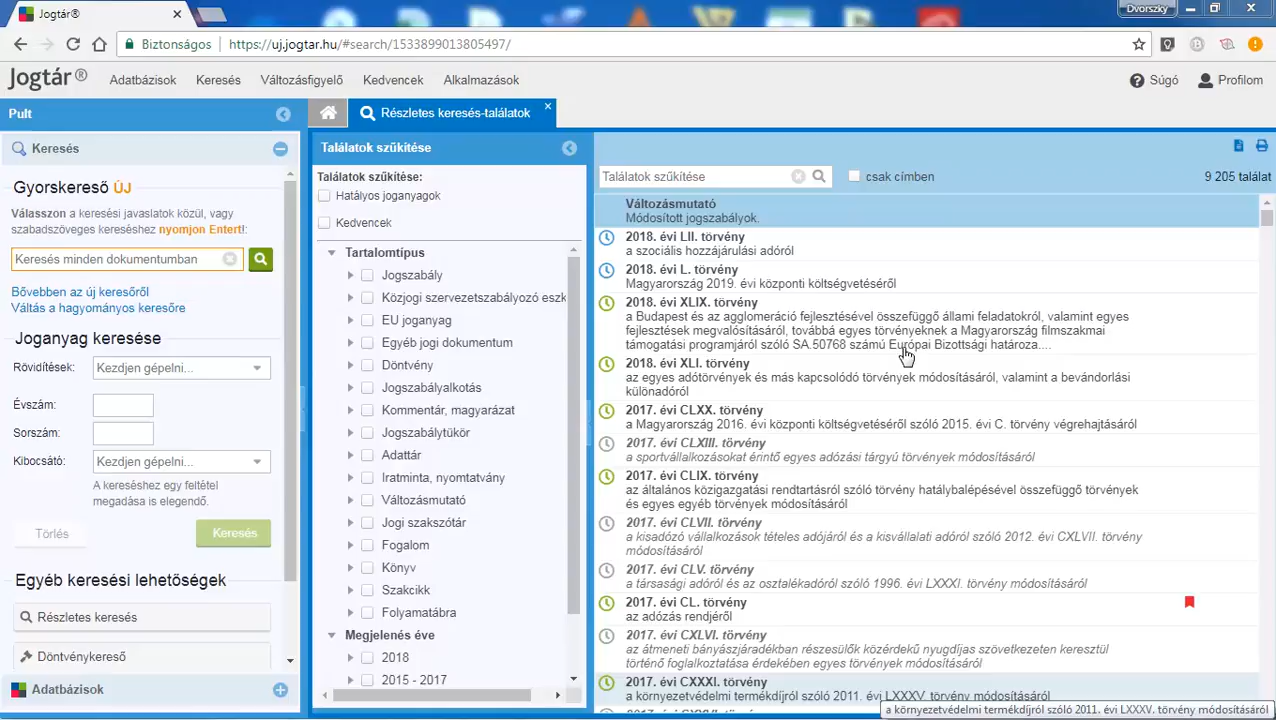 Jogtár®
Dvorszky
Biztonságos
https://uj.jogtar.hu/#search/1533899013805497/
Jogtár®
Adatbázisok
Keresés
Változásfigyelő
Kedvencek
Alkalmazások
Súgó
Profilom
Pult
Részletes keresés-találatok
Keresés
Gyorskereső ÚJ
Válasszon a keresési javaslatok közül, vagy
szabadszöveges kereséshez nyomjon Entert!:
Keresés minden dokumentumban
Bővebben az új keresőről
Váltás a hagyományos keresőre
Joganyag keresése
Rövidítések:
Kezdjen gépelni...
Évszám:
Sorszám:
Kibocsátó:
Kezdjen gépelni...
A kereséshez egy feltétel
megadása is elegendő.
Törlés
Keresés
Egyéb keresési lehetőségek
Részletes keresés
Döntvénykereső
Adatbázisok
Találatok szűkítése
Találatok szűkítése:
Hatályos joganyagok
Kedvencek
Tartalomtípus
Jogszabály
Közjogi szervezetszabályozó eszk
EU joganyag
Egyéb jogi dokumentum
Döntvény
Jogszabályalkotás
Kommentár, magyarázat
Jogszabálytükör
Adattár
Iratminta, nyomtatvány
Változásmutató
Jogi szakszótár
Fogalom
Könyv
Szakcikk
Folyamatábra
Megjelenés éve
2018
2015 - 2017
Találatok szűkítése
csak címben
9 205 találat
Változásmutató
Módosított jogszabályok.
2018. évi LII. törvény
a szociális hozzájárulási adóról
2018. évi L. törvény
Magyarország 2019. évi központi költségvetéséről
2018. évi XLIX. törvény
a Budapest és az agglomeráció fejlesztésével összefüggő állami feladatokról, valamint egyes
fejlesztések megvalósításáról, továbbá egyes törvényeknek a Magyarország filmszakmai
támogatási programjáról szóló SA.50768 számú Európai Bizottsági határoza....
2018. évi XLI. törvény
az egyes adótörvények és más kapcsolódó törvények módosításáról, valamint a bevándorlási
különadóról
2017. évi CLXX. törvény
a Magyarország 2016. évi központi költségvetéséről szóló 2015. évi C. törvény végrehajtásáról
2017. évi CLXIII. törvény
a sportvállalkozásokat érintő egyes adózási tárgyú törvények módosításáról
2017. évi CLIX. törvény
az általános közigazgatási rendtartásról szóló törvény hatálybalépésével összefüggő törvények
és egyes egyéb törvények módosításáról
2017. évi CLVII. törvény
a kisadózó vállalkozások tételes adójáról és a kisvállalati adóról szóló 2012. évi CXLVII. törvény
módosításáról
2017. évi CLV. törvény
a társasági adóról és az osztalékadóról szóló 1996. évi LXXXI. törvény módosításáról
2017. évi CL. törvény
az adózás rendjéről
2017. évi CXLVI. törvény
az átmeneti bányászjáradékban részesülők közérdekű nyugdíjas szövetkezeten keresztül
történő foglalkoztatása érdekében egyes törvények módosításáról
2017. évi CXXXI. törvény
a környezetvédelmi termékdíjról szóló 2011. évi LXXXV. törvény módosításáról
a környezetvédelmi termékdíjról szóló 2011. évi LXXXV. törvény módosításáról